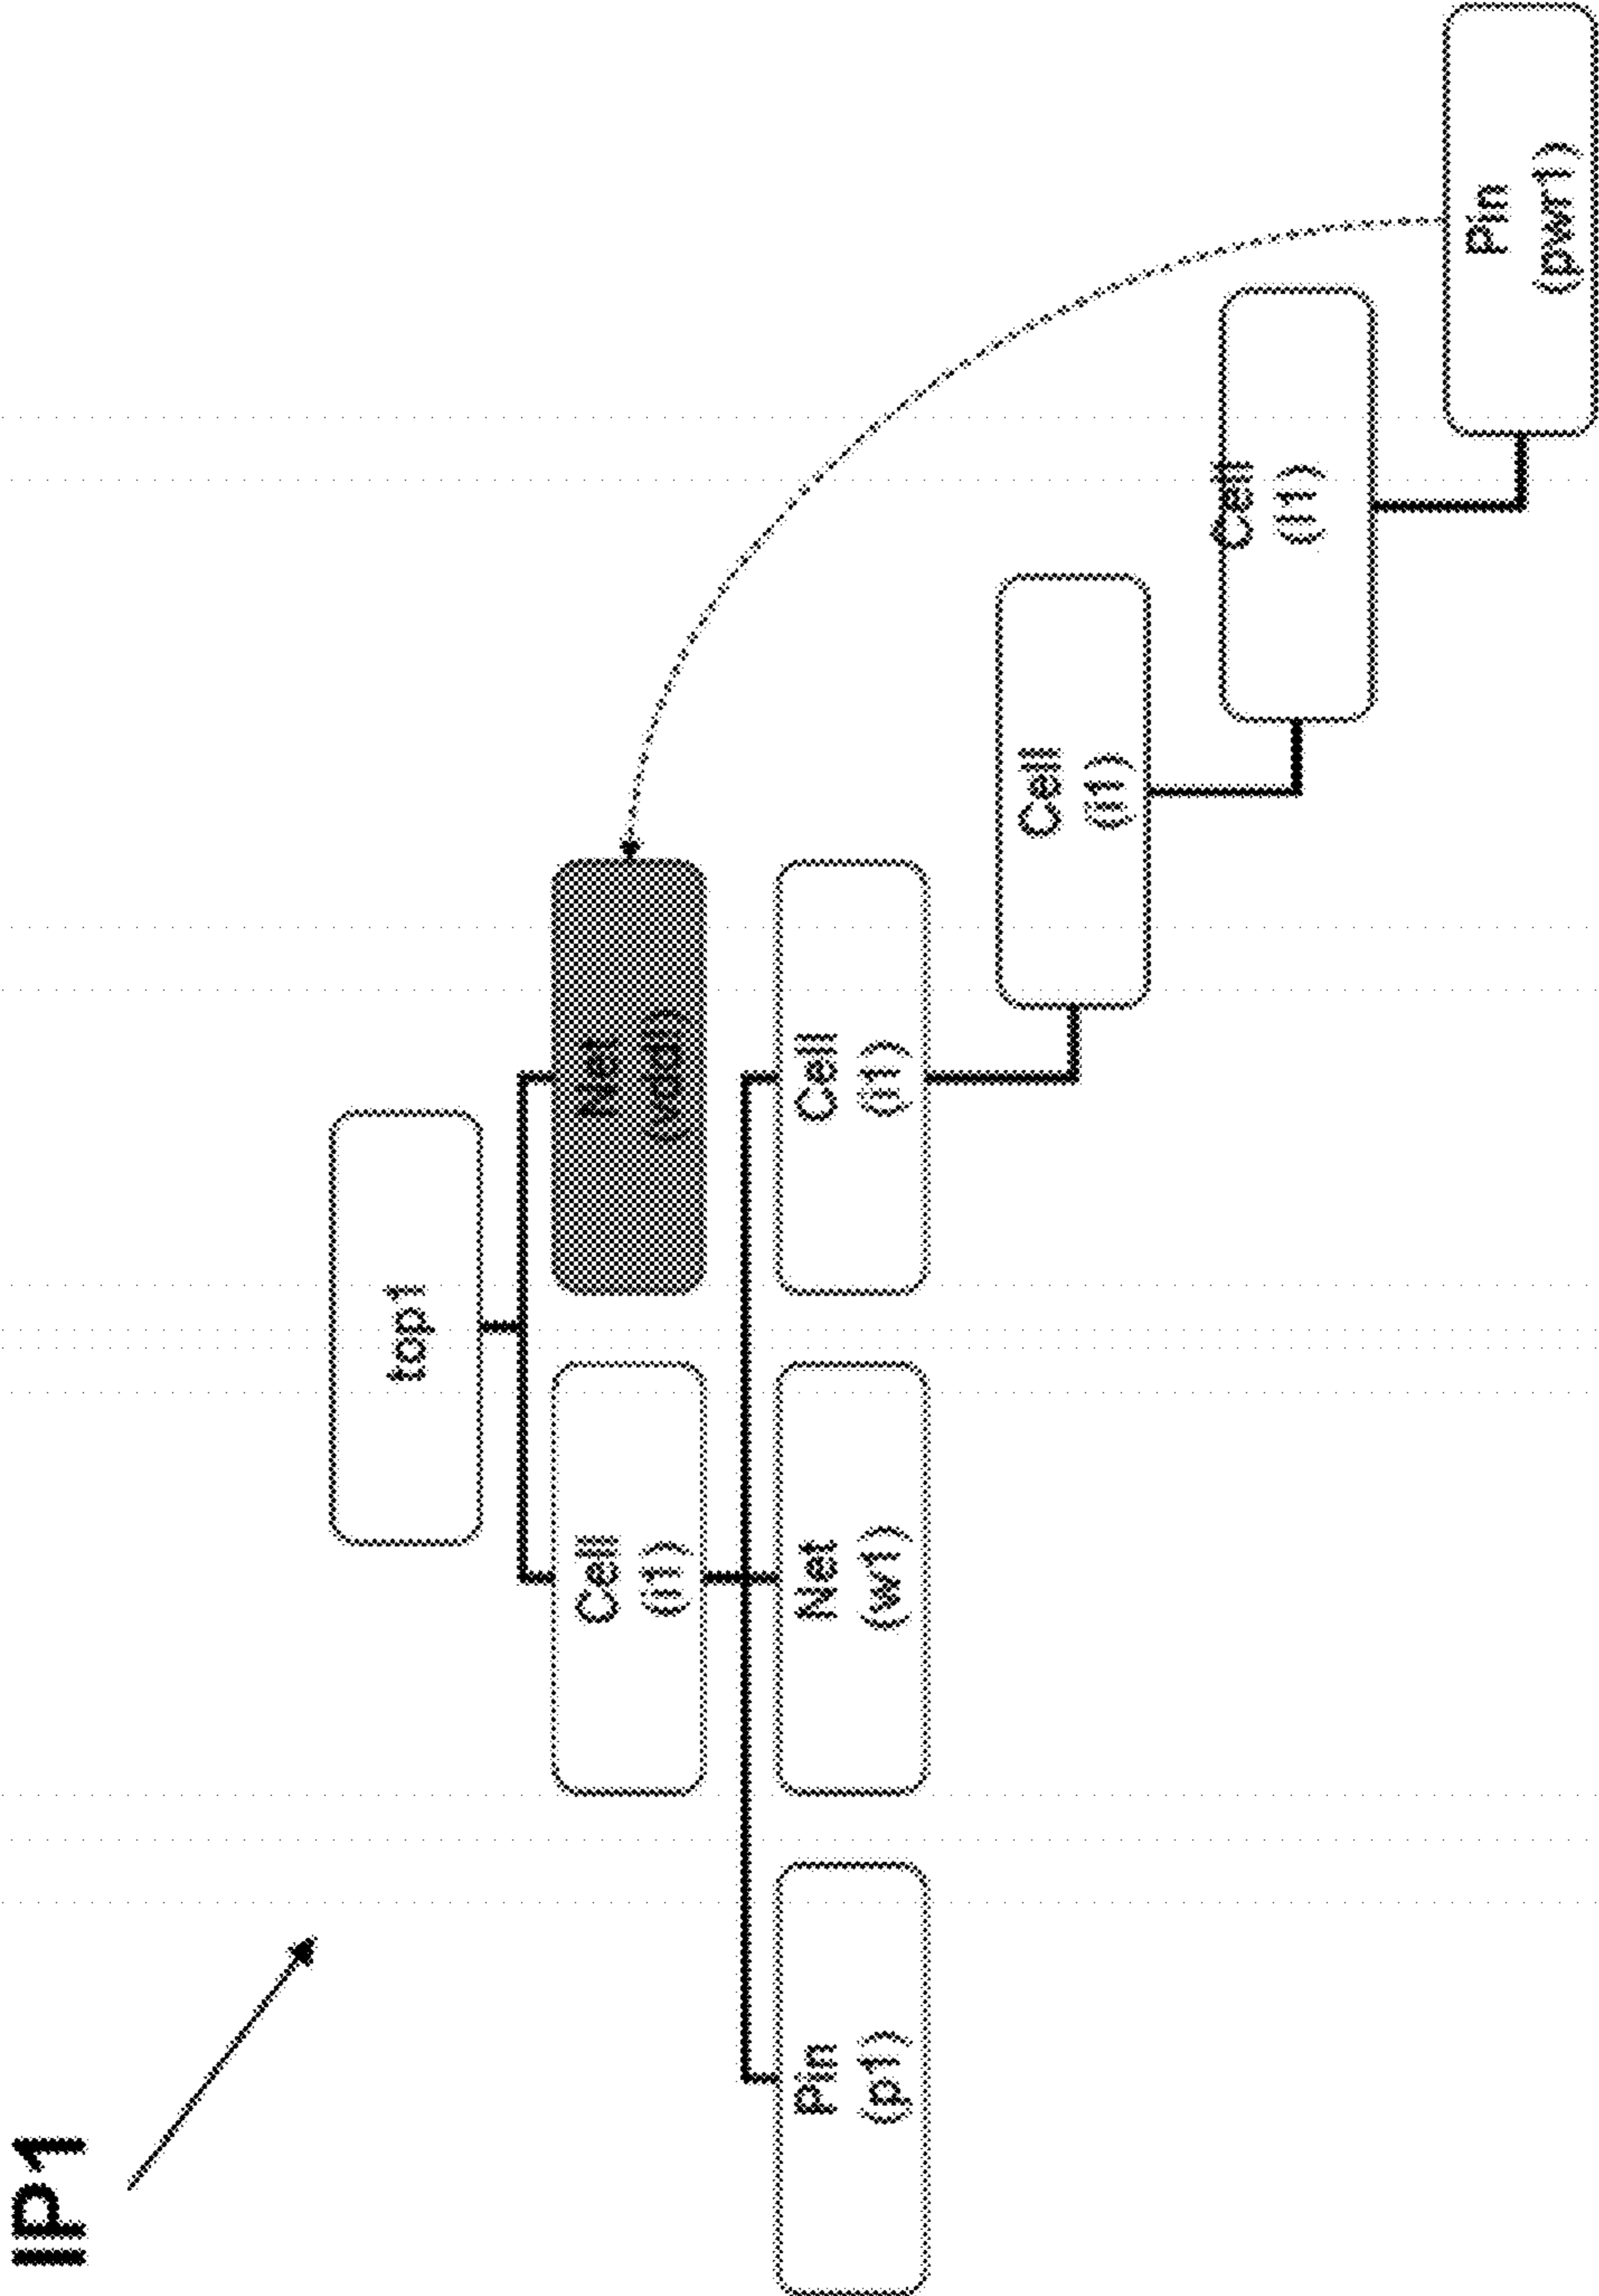 IP1
top1
Cell
(i1)
Net
(vdd)
Pin
(p1)
Net
(w1)
Cell
(i1)
Cell
(i1)
Cell
(i1)
Pin
(pwr1)